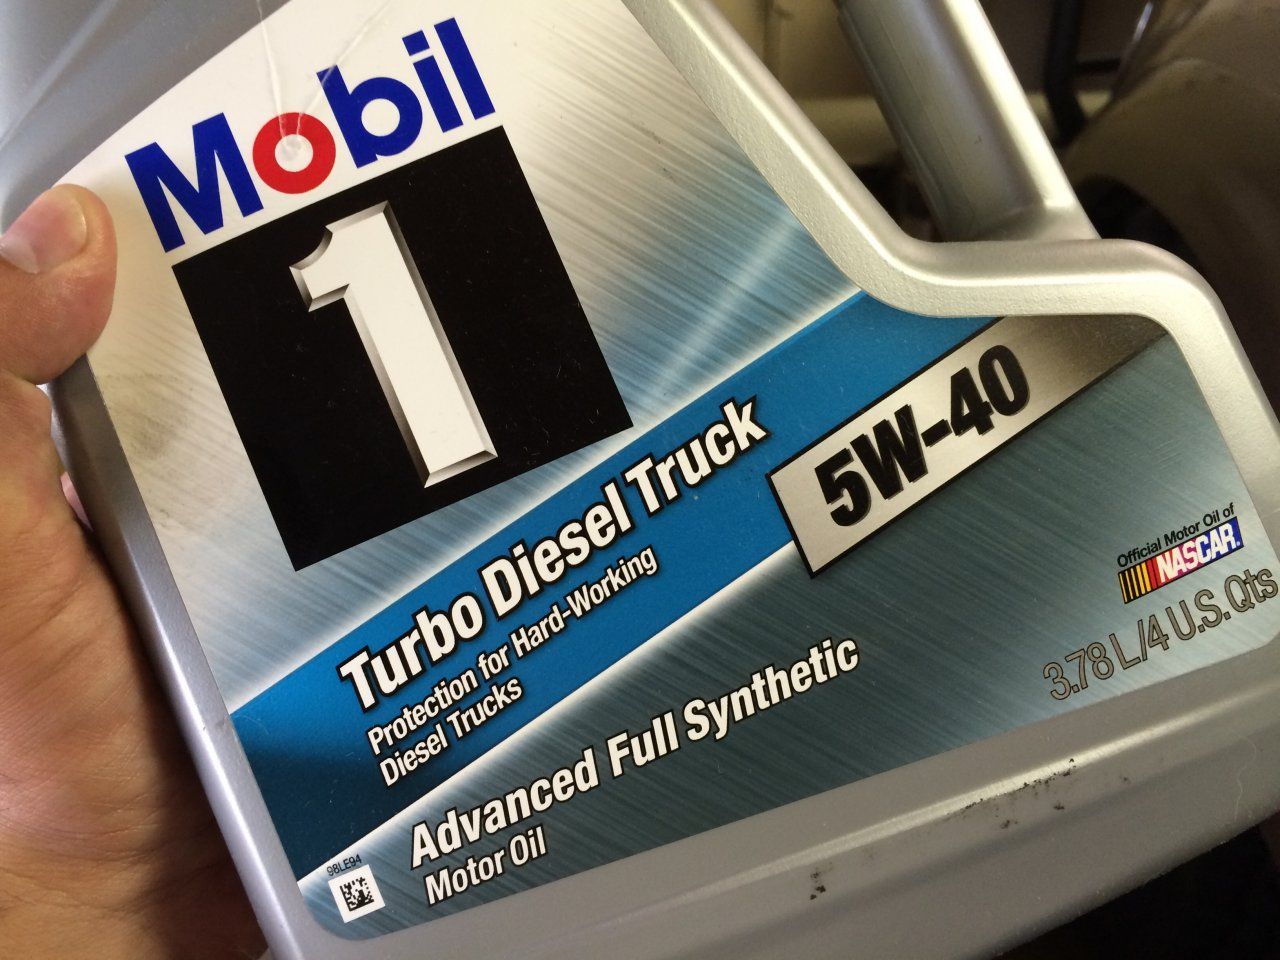 Mobil
1
Turbo Diesel Truck
Protection for Hard-Working
Diesel Trucks
5W-40
Advanced Full Synthetic
Motor Oil
Official Motor Oil of
NASCAR.
3.78 L/4 U.S. Qts
98LE94